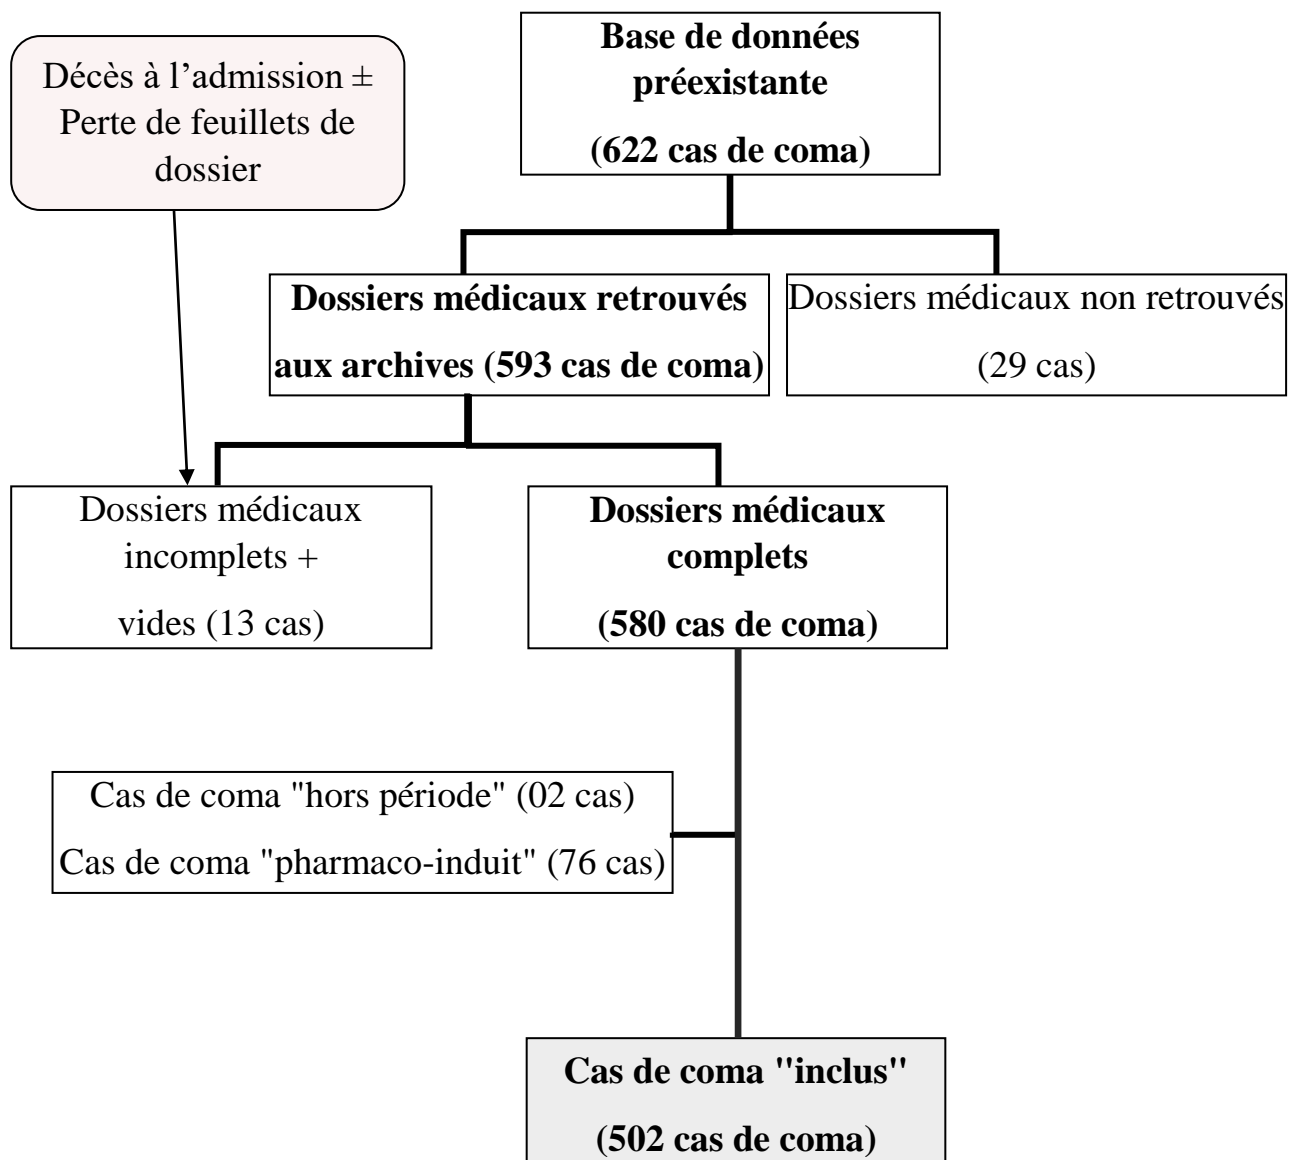 Base de données
préexistante
(622 cas de coma)
Décès à l’admission ±
Perte de feuillets de
dossier
Dossiers médicaux retrouvés
aux archives (593 cas de coma)
Dossiers médicaux non retrouvés
(29 cas)
Dossiers médicaux
incomplets +
vides (13 cas)
Dossiers médicaux
complets
(580 cas de coma)
Cas de coma "hors période" (02 cas)
Cas de coma "pharmaco-induit" (76 cas)
Cas de coma "inclus"
(502 cas de coma)